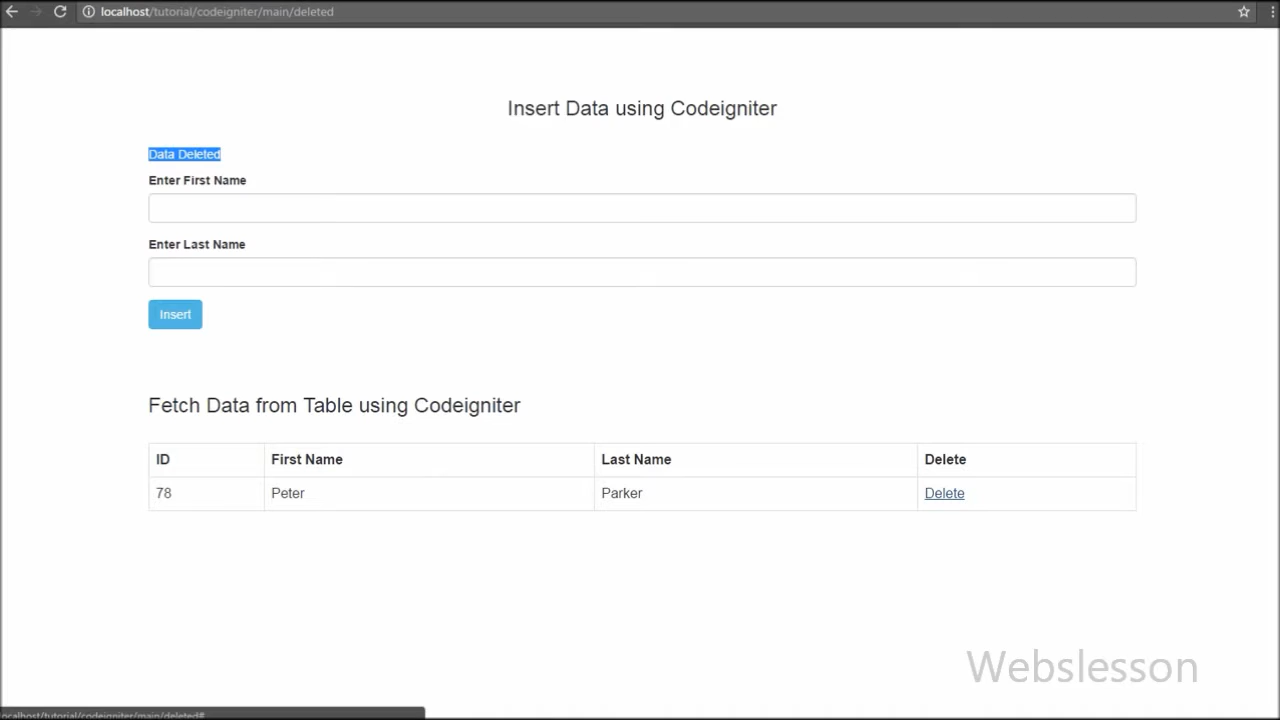 localhost/tutorial/codeigniter/main/deleted
Insert Data using Codeigniter
Data Deleted
Enter First Name
Enter Last Name
Insert
Fetch Data from Table using Codeigniter
ID First Name Last Name Delete
78 Peter Parker Delete
Webslesson
ocalhost/tutorial/codeigniter/main/deleted#